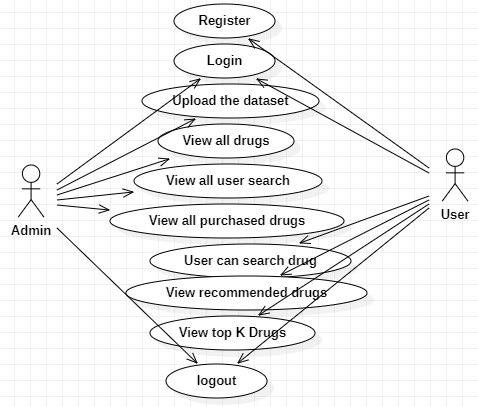 Register
Login
Upload the dataset
View all drugs
View all user search
View all purchased drugs
User can search drug
View recommended drugs
View top K Drugs
logout
Admin
User